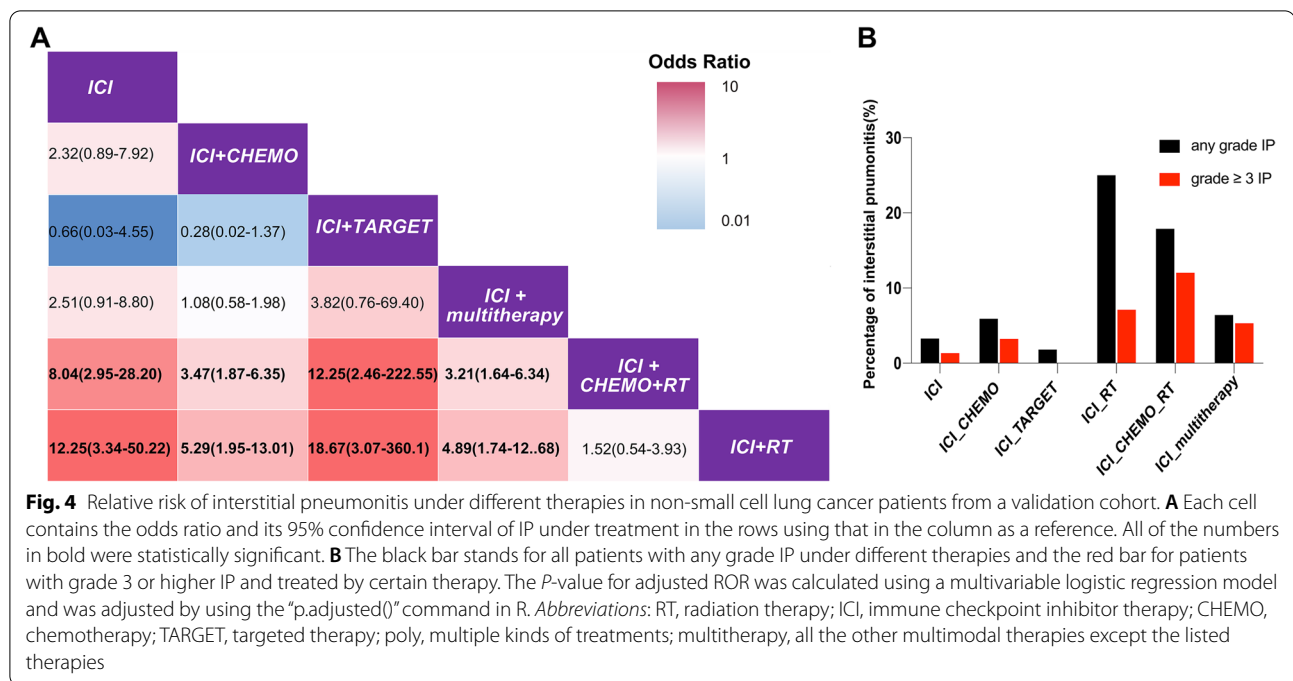 A
B
Odds Ratio
10
1
0.01
ICI
2.32(0.89-7.92)
ICI+CHEMO
0.66(0.03-4.55)
0.28(0.02-1.37)
ICI+TARGET
2.51(0.91-8.80)
1.08(0.58-1.98)
3.82(0.76-69.40)
ICI +
multitherapy
8.04(2.95-28.20)
3.47(1.87-6.35)
12.25(2.46-222.55)
3.21(1.64-6.34)
ICI +
CHEMO+RT
12.25(3.34-50.22)
5.29(1.95-13.01)
18.67(3.07-360.1)
4.89(1.74-12..68)
1.52(0.54-3.93)
ICI+RT
Percentage of interstitial pnumonitis(%)
30
20
10
0
any grade IP
grade ≥ 3 IP
ICI
ICI_CHEMO
ICI_TARGET
ICI_RT
ICI_CHEMO_RT
ICI_multitherapy
Fig. 4 Relative risk of interstitial pneumonitis under different therapies in non-small cell lung cancer patients from a validation cohort. A Each cell
contains the odds ratio and its 95% confidence interval of IP under treatment in the rows using that in the column as a reference. All of the numbers
in bold were statistically significant. B The black bar stands for all patients with any grade IP under different therapies and the red bar for patients
with grade 3 or higher IP and treated by certain therapy. The P-value for adjusted ROR was calculated using a multivariable logistic regression model
and was adjusted by using the “p.adjusted()” command in R. Abbreviations: RT, radiation therapy; ICI, immune checkpoint inhibitor therapy; CHEMO,
chemotherapy; TARGET, targeted therapy; poly, multiple kinds of treatments; multitherapy, all the other multimodal therapies except the listed
therapies